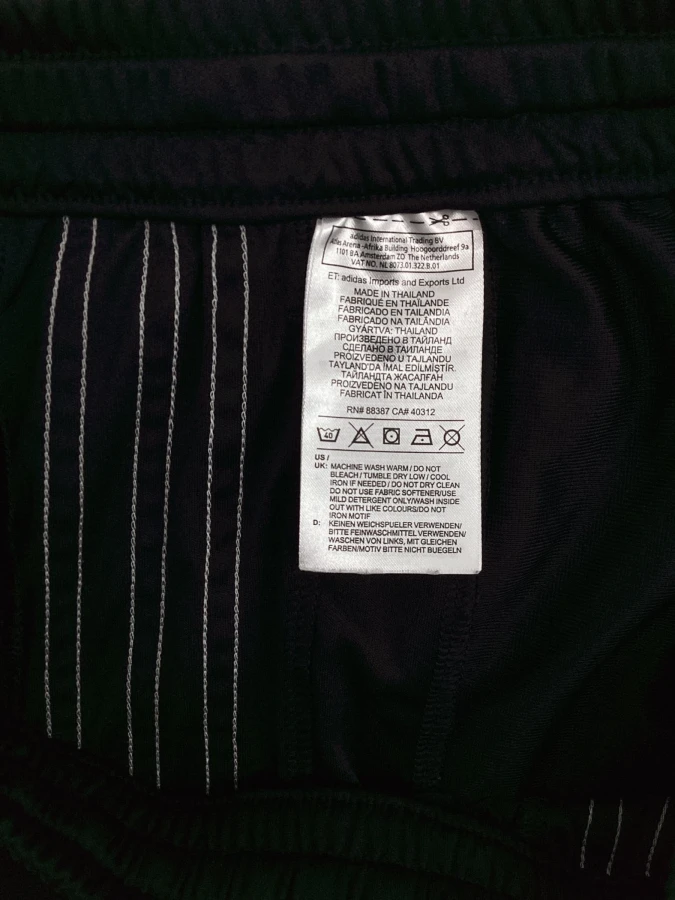 adidas International Trading BV
Atlas Arena -Afrika Building Hoogoorddreef 9a
1101 BA Amsterdam ZO The Netherlands
VAT NO. NL 8073.01.322.B.01
ET: adidas Imports and Exports Ltd
MADE IN THAILAND
FABRIQUÉ EN THAÏLANDE
FABRICADO EN TAILANDIA
FABRICADO NA TAILÂNDIA
GYÁRTVA: THAILAND
ПРОИЗВЕДЕНО В ТАЙЛАНД
СДЕЛАНО В ТАИЛАНДЕ
PROIZVEDENO U TAJLANDU
TAYLAND'DA İMAL EDİLMİŞTİR.
ТАЙЛАНДТА ЖАСАЛҒАН
PROIZVEDENO NA TAJLANDU
FABRICAT ÎN THAILANDA
RN# 88387 CA# 40312
40
US /
UK: MACHINE WASH WARM / DO NOT
BLEACH / TUMBLE DRY LOW / COOL
IRON IF NEEDED / DO NOT DRY CLEAN
DO NOT USE FABRIC SOFTENER/USE
MILD DETERGENT ONLY/WASH INSIDE
OUT WITH LIKE COLOURS/DO NOT
IRON MOTIF
D: KEINEN WEICHSPUELER VERWENDEN/
BITTE FEINWASCHMITTEL VERWENDEN/
WASCHEN VON LINKS, MIT GLEICHEN
FARBEN/MOTIV BITTE NICHT BUEGELN